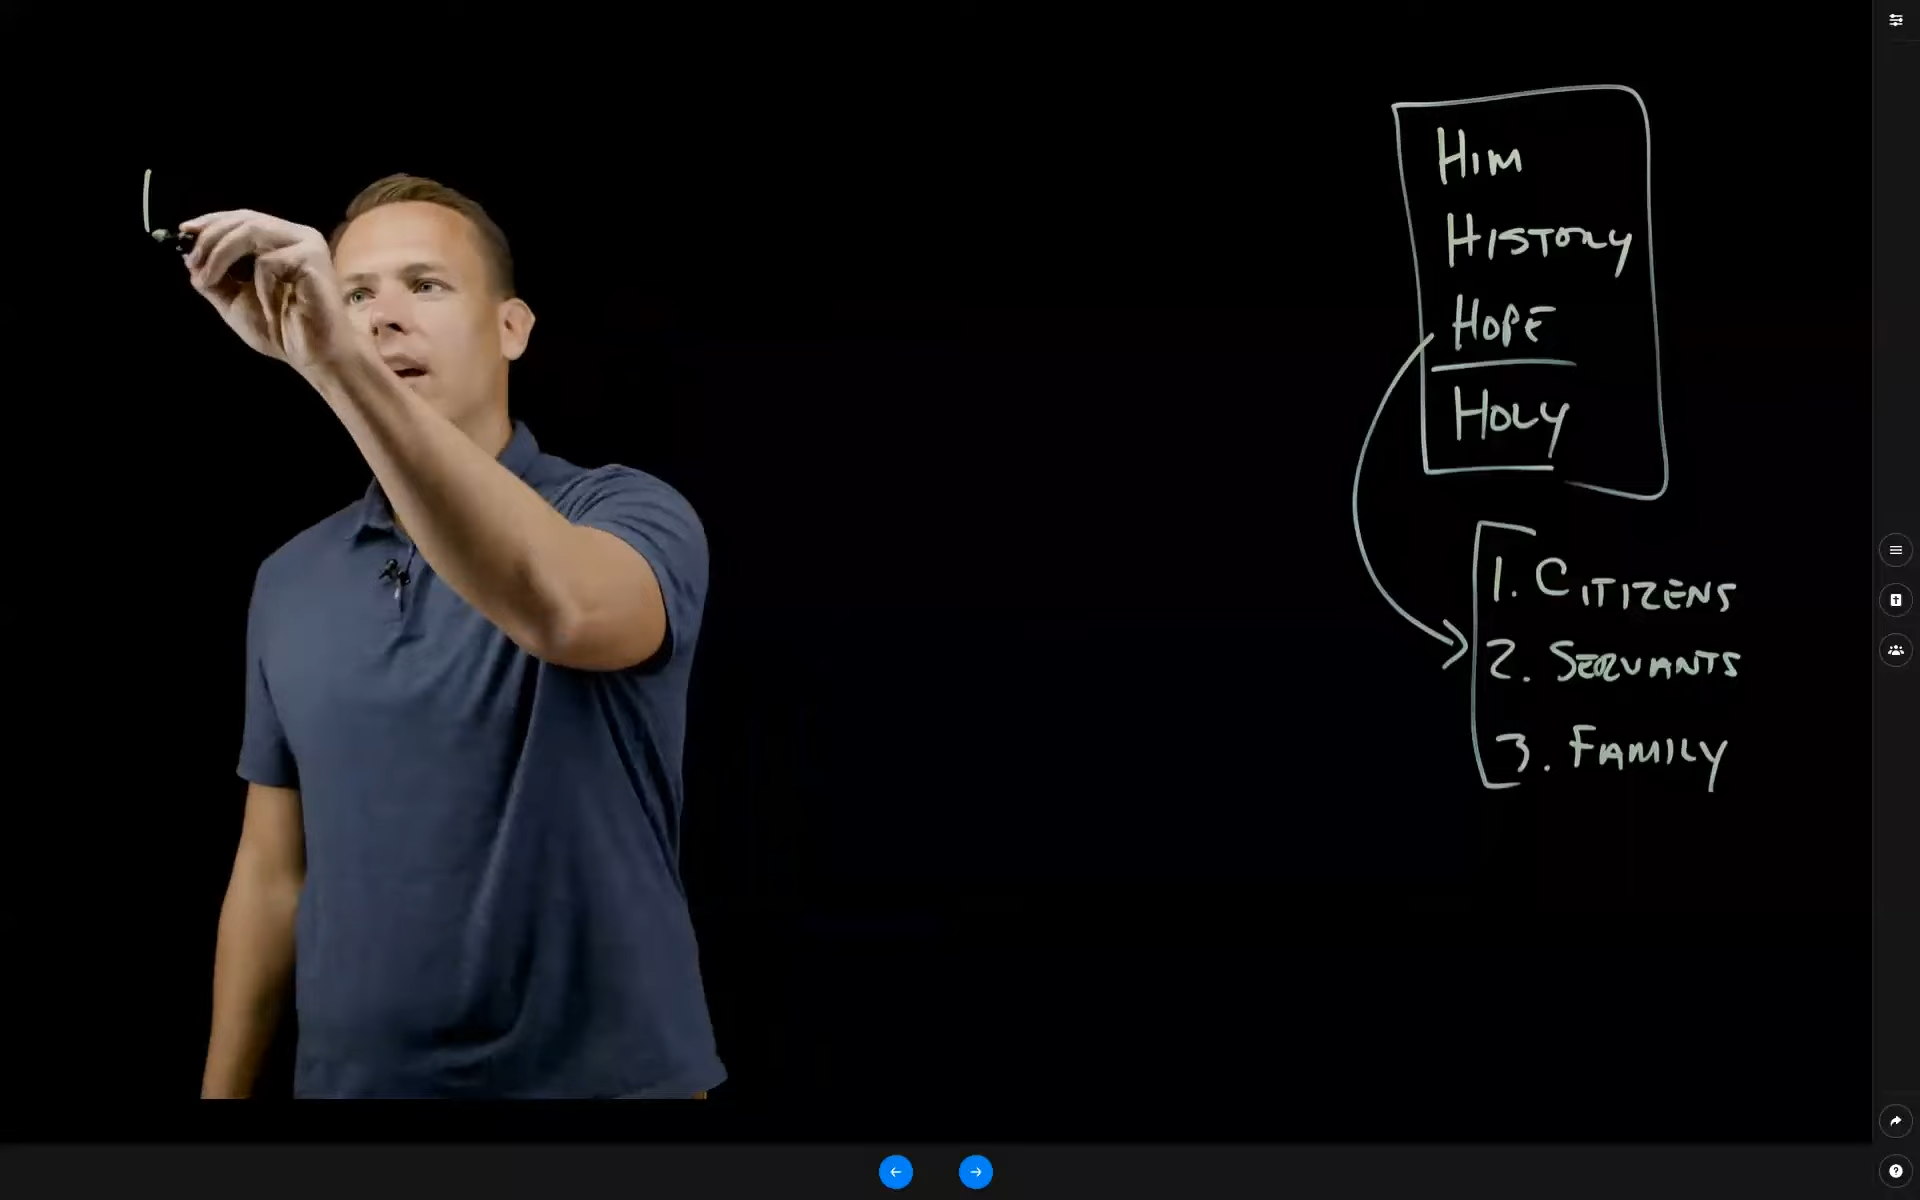 HIM
HISTORY
HOPE
HOLY
1. CITIZENS
2. SERVANTS
3. FAMILY